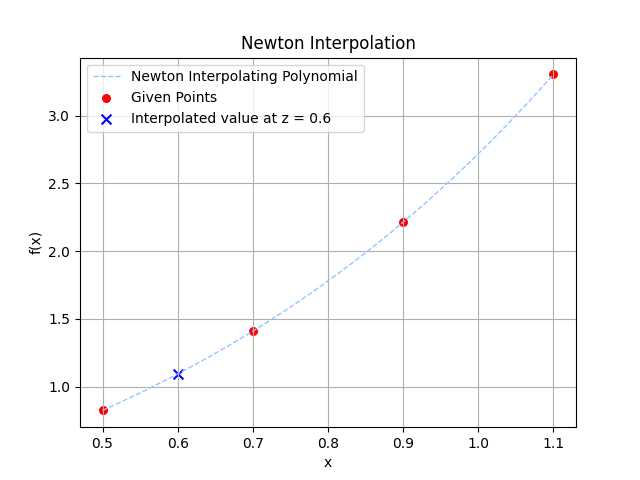 Newton Interpolation
Newton Interpolating Polynomial
Given Points
Interpolated value at z = 0.6
f(x)
3.0
2.5
2.0
1.5
1.0
0.5 0.6 0.7 0.8 0.9 1.0 1.1
x